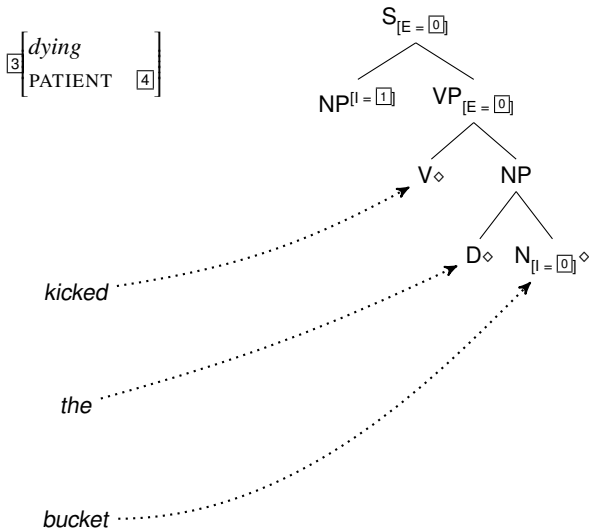 S[E = 0]
3 [dying
PATIENT 4]
NP[I = 1] VP[E = 0]
V◇ NP
D◇ N[I = 0]◇
kicked
the
bucket